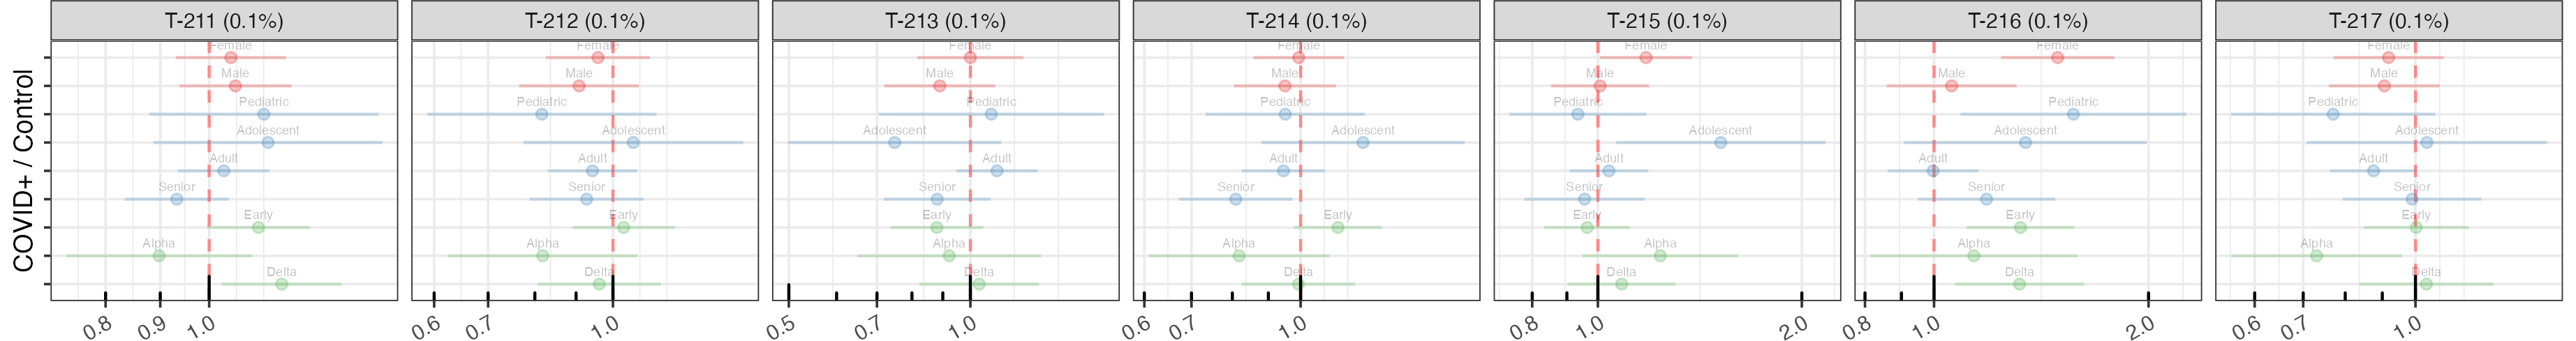 T-211 (0.1%) T-212 (0.1%) T-213 (0.1%) T-214 (0.1%) T-215 (0.1%) T-216 (0.1%) T-217 (0.1%)
COVID+ / Control
Female Female Female Female Female Female Female
Male Male Male Male Male Male Male
Pediatric Pediatric Pediatric Pediatric Pediatric Pediatric Pediatric
Adolescent Adolescent Adolescent Adolescent Adolescent Adolescent Adolescent
Adult Adult Adult Adult Adult Adult Adult
Senior Senior Senior Senior Senior Senior Senior
Early Early Early Early Early Early Early
Alpha Alpha Alpha Alpha Alpha Alpha Alpha
Delta Delta Delta Delta Delta Delta Delta
0.8 0.9 1.0 0.6 0.7 1.0 0.5 0.7 1.0 0.6 0.7 1.0 0.8 1.0 2.0 0.8 1.0 2.0 0.6 0.7 1.0